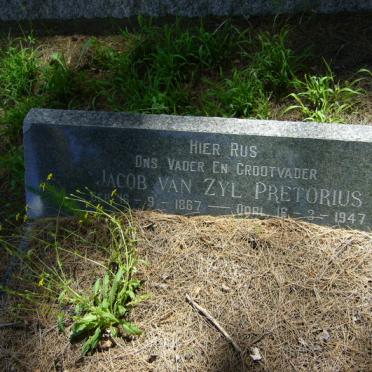 HIER RUS
ONS VADER EN GROOTVADER
JACOB VAN ZYL PRETORIUS
9 – 1867 — OORL 16 – 3 – 1947